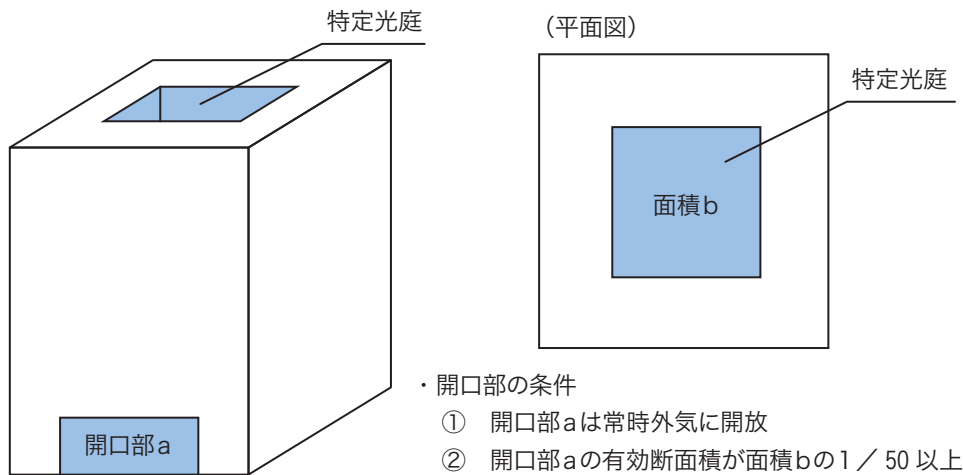 特定光庭
開口部a
（平面図）
特定光庭
面積b
・開口部の条件
① 開口部aは常時外気に開放
② 開口部aの有効断面積が面積bの1／50以上